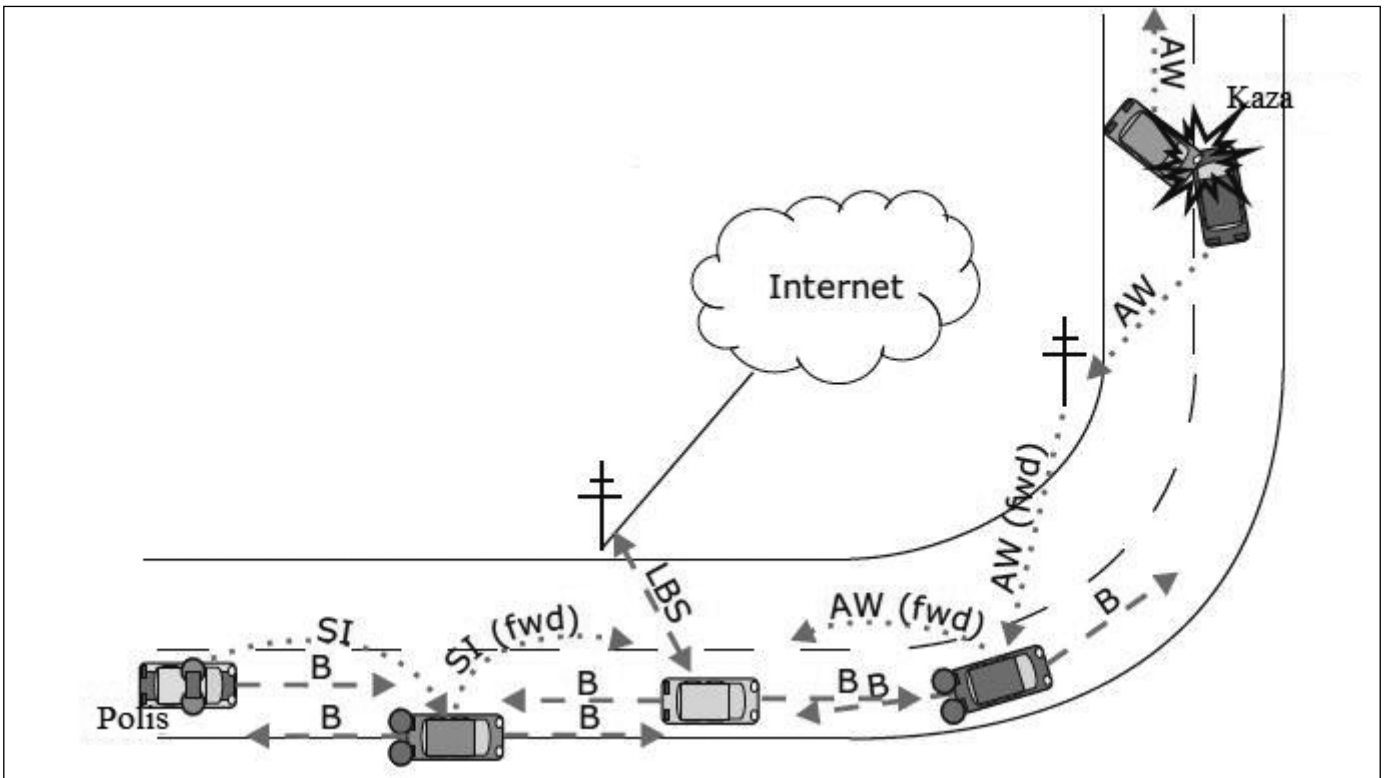 AW
Kaza
Internet
AW
AW (fwd)
LBS
AW (fwd)
B
SI
SI (fwd)
B
B
B
B
Polis
B
B